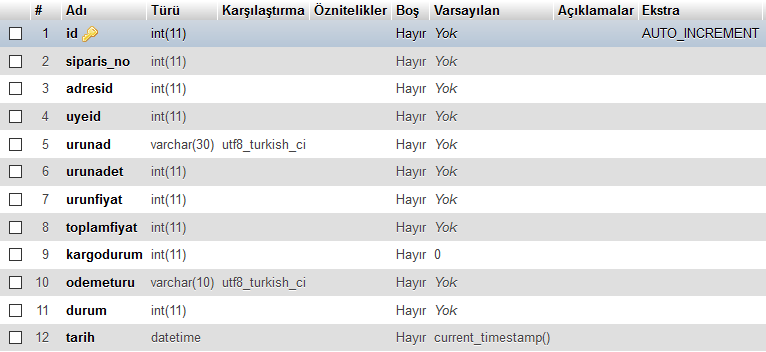 # Adı Türü Karşılaştırma Öznitelikler Boş Varsayılan Açıklamalar Ekstra
1 id int(11) Hayır Yok AUTO_INCREMENT
2 siparis_no int(11) Hayır Yok
3 adresid int(11) Hayır Yok
4 uyeid int(11) Hayır Yok
5 urunad varchar(30) utf8_turkish_ci Hayır Yok
6 urunadet int(11) Hayır Yok
7 urunfiyat int(11) Hayır Yok
8 toplamfiyat int(11) Hayır Yok
9 kargodurum int(11) Hayır 0
10 odemeturu varchar(10) utf8_turkish_ci Hayır Yok
11 durum int(11) Hayır Yok
12 tarih datetime Hayır current_timestamp()